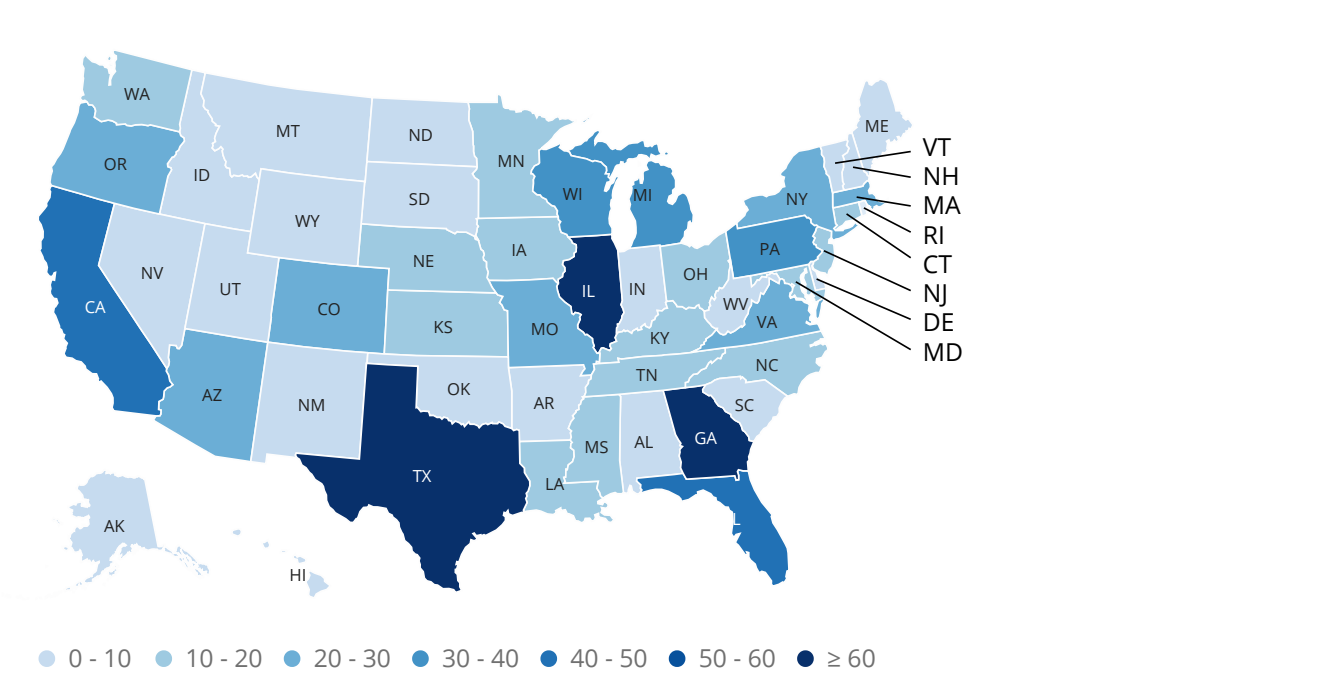 WA
MT
ND
MN
ME
VT
OR
ID
SD
WI
MI
NY
NH
MA
WY
RI
NV
UT
NE
IA
PA
CT
CA
CO
IL
IN
OH
NJ
KS
MO
WV
VA
DE
KY
MD
AZ
NM
OK
AR
TN
NC
SC
TX
LA
MS
AL
GA
L
AK
HI
0 - 10 10 - 20 20 - 30 30 - 40 40 - 50 50 - 60 ≥ 60